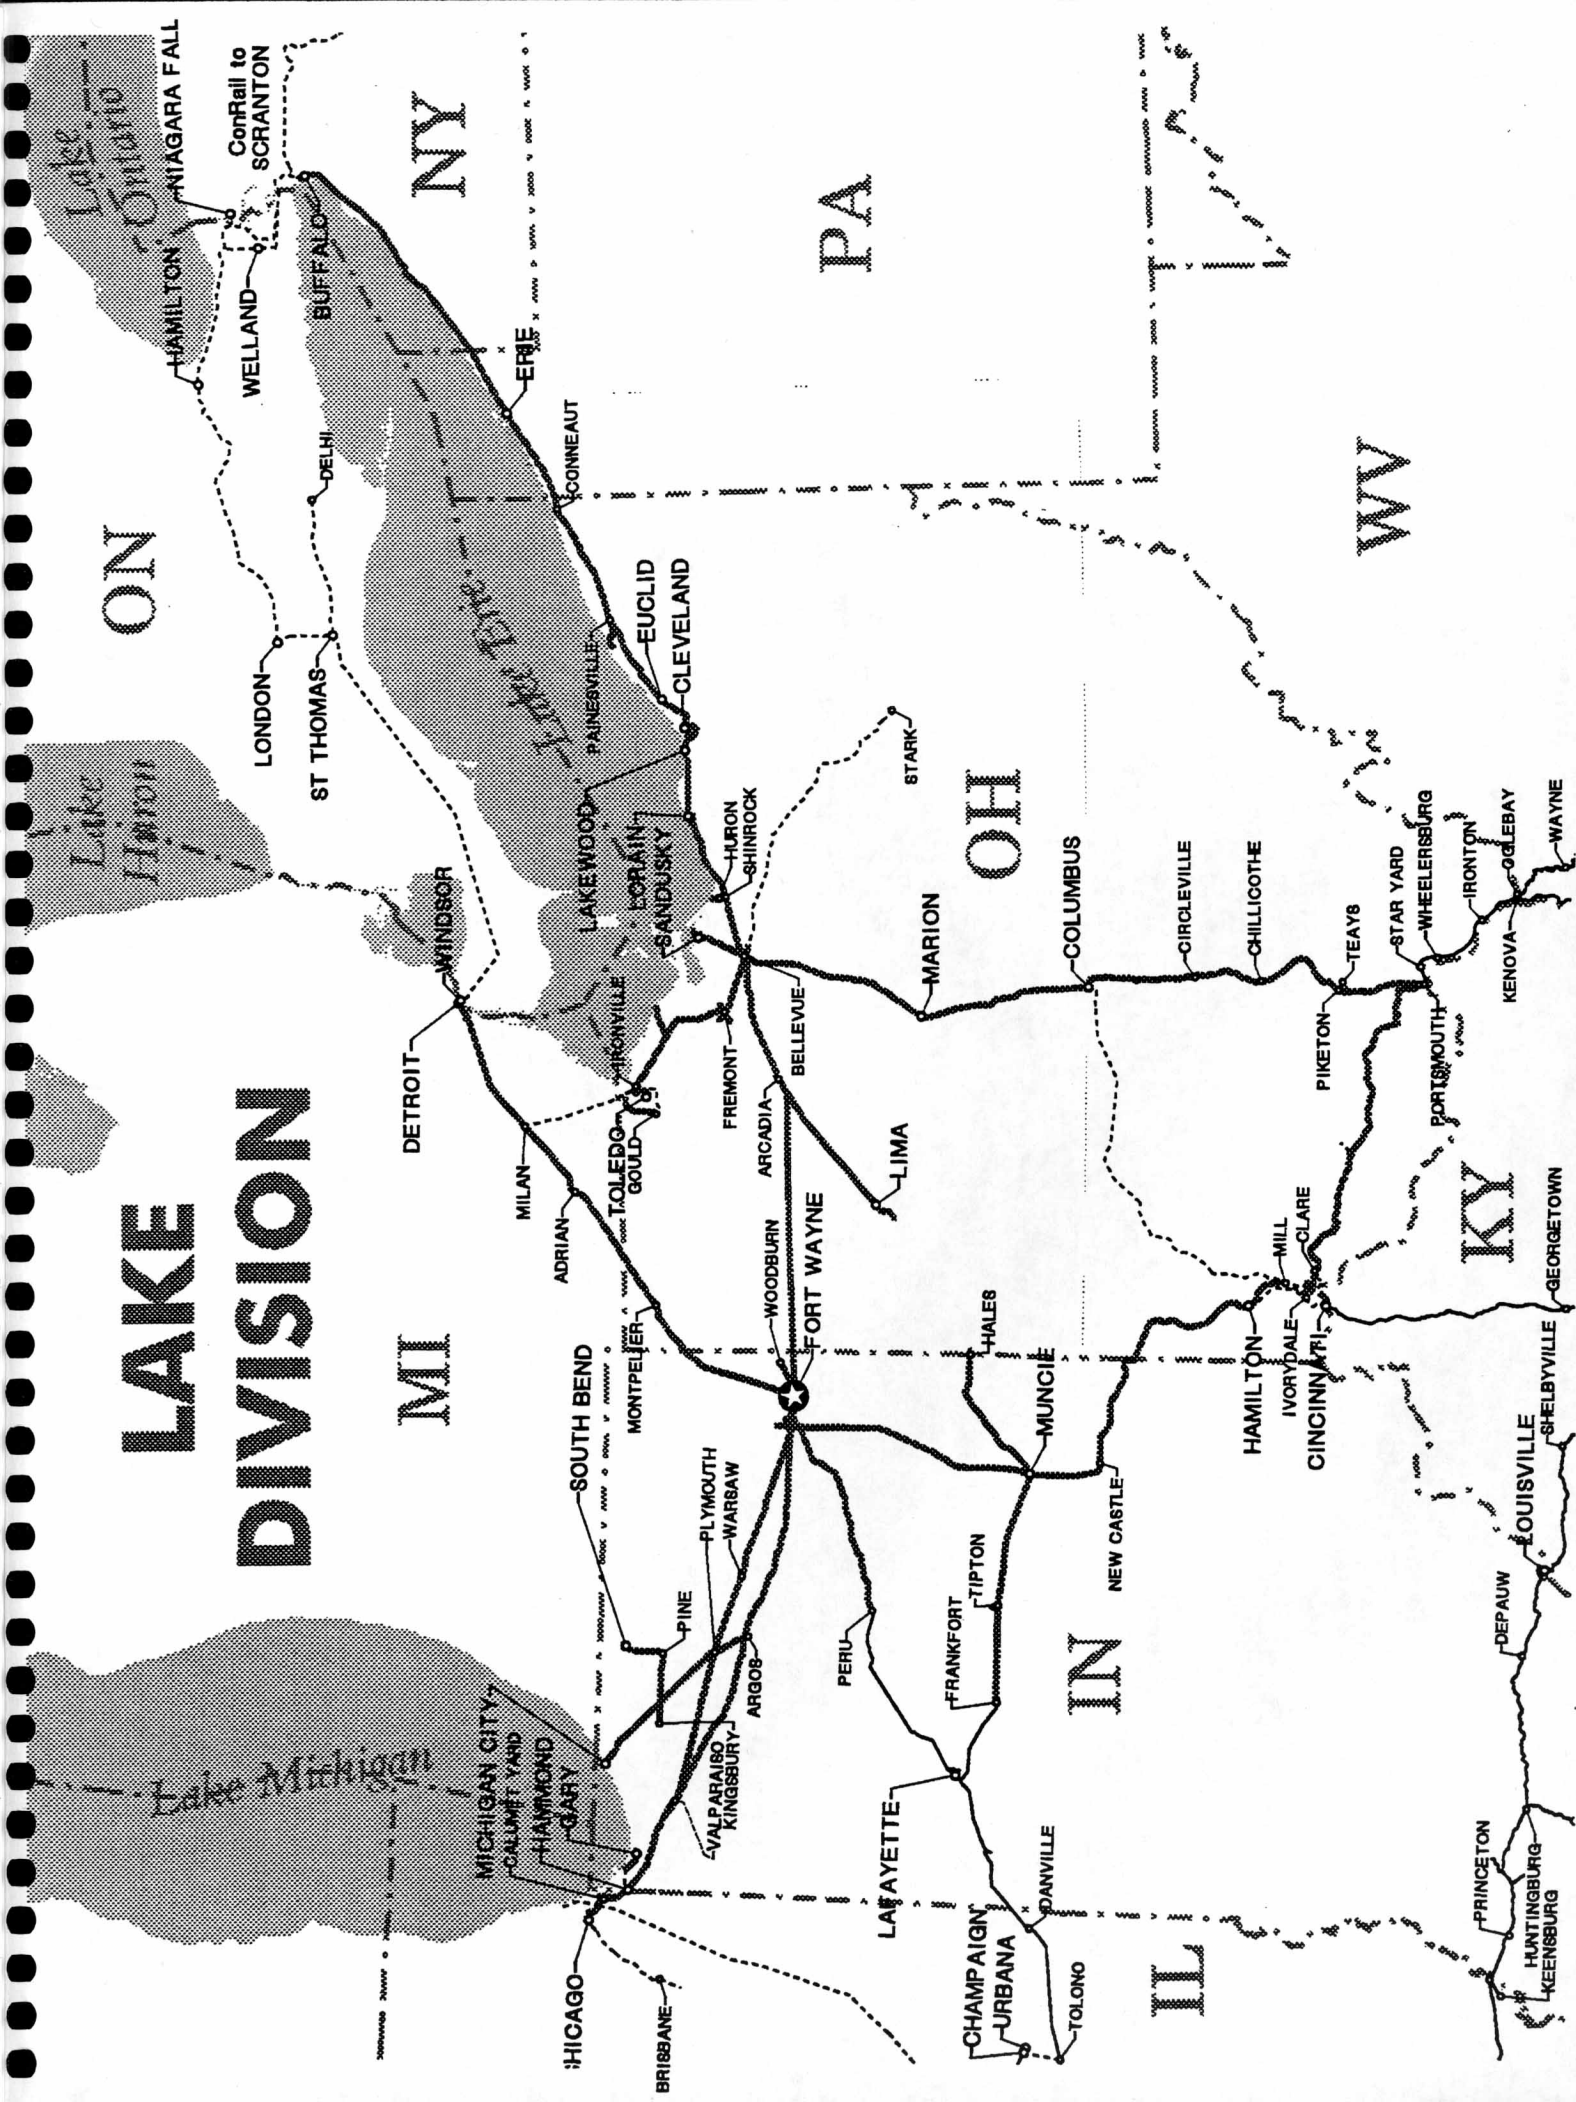 LAKE
DIVISION
Lake
Ontario
NIAGARA FALL
ConRail to
SCRANTON
HAMILTON
WELLAND
BUFFALO
NY
PA
ON
DELHI
LONDON
ST THOMAS
ERIE
CONNEAUT
Lake Erie
Lake
Huron
WINDSOR
DETROIT
PAINESVILLE
EUCLID
CLEVELAND
LAKEWOOD
LORAIN
SANDUSKY
HURON
SHINROCK
STARK
OH
WV
IRONVILLE
TOLEDO
GOULD
FREMONT
BELLEVUE
ARCADIA
MARION
COLUMBUS
CIRCLEVILLE
CHILLICOTHE
TEAYS
PIKETON
STAR YARD
WHEELERSBURG
IRONTON
OGLEBAY
WAYNE
KENOVA
PORTSMOUTH
MILAN
ADRIAN
MONTPELIER
MI
WOODBURN
FORT WAYNE
LIMA
SOUTH BEND
PLYMOUTH
WARSAW
PINE
ARGOS
VALPARAISO
KINGSBURY
Lake Michigan
MICHIGAN CITY
CALUMET YARD
HAMMOND
GARY
HICAGO
BRISBANE
PERU
HALES
MUNCIE
NEW CASTLE
TIPTON
FRANKFORT
IN
LAFAYETTE
DANVILLE
CHAMPAIGN
URBANA
TOLONO
IL
MILL
CLARE
HAMILTON
IVORYDALE
CINCINNATI
KY
GEORGETOWN
SHELBYVILLE
LOUISVILLE
DEPAUW
PRINCETON
HUNTINGBURG
KEENSBURG